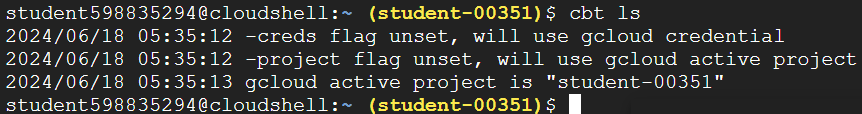 student598835294@cloudshell:~ (student-00351)$ cbt ls
2024/06/18 05:35:12 -creds flag unset, will use gcloud credential
2024/06/18 05:35:12 -project flag unset, will use gcloud active project
2024/06/18 05:35:13 gcloud active project is "student-00351"
student598835294@cloudshell:~ (student-00351)$